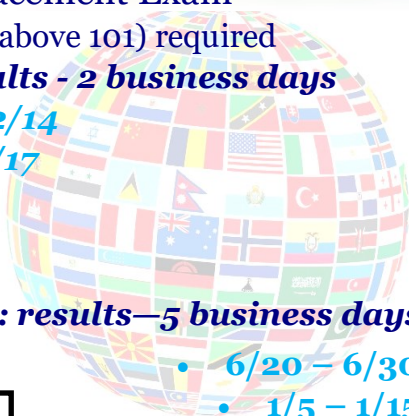 acement Exam
above 101) required
ults - 2 business days
2/14
/17
: results—5 business days
• 6/20 – 6/30
• 1/5 – 1/15